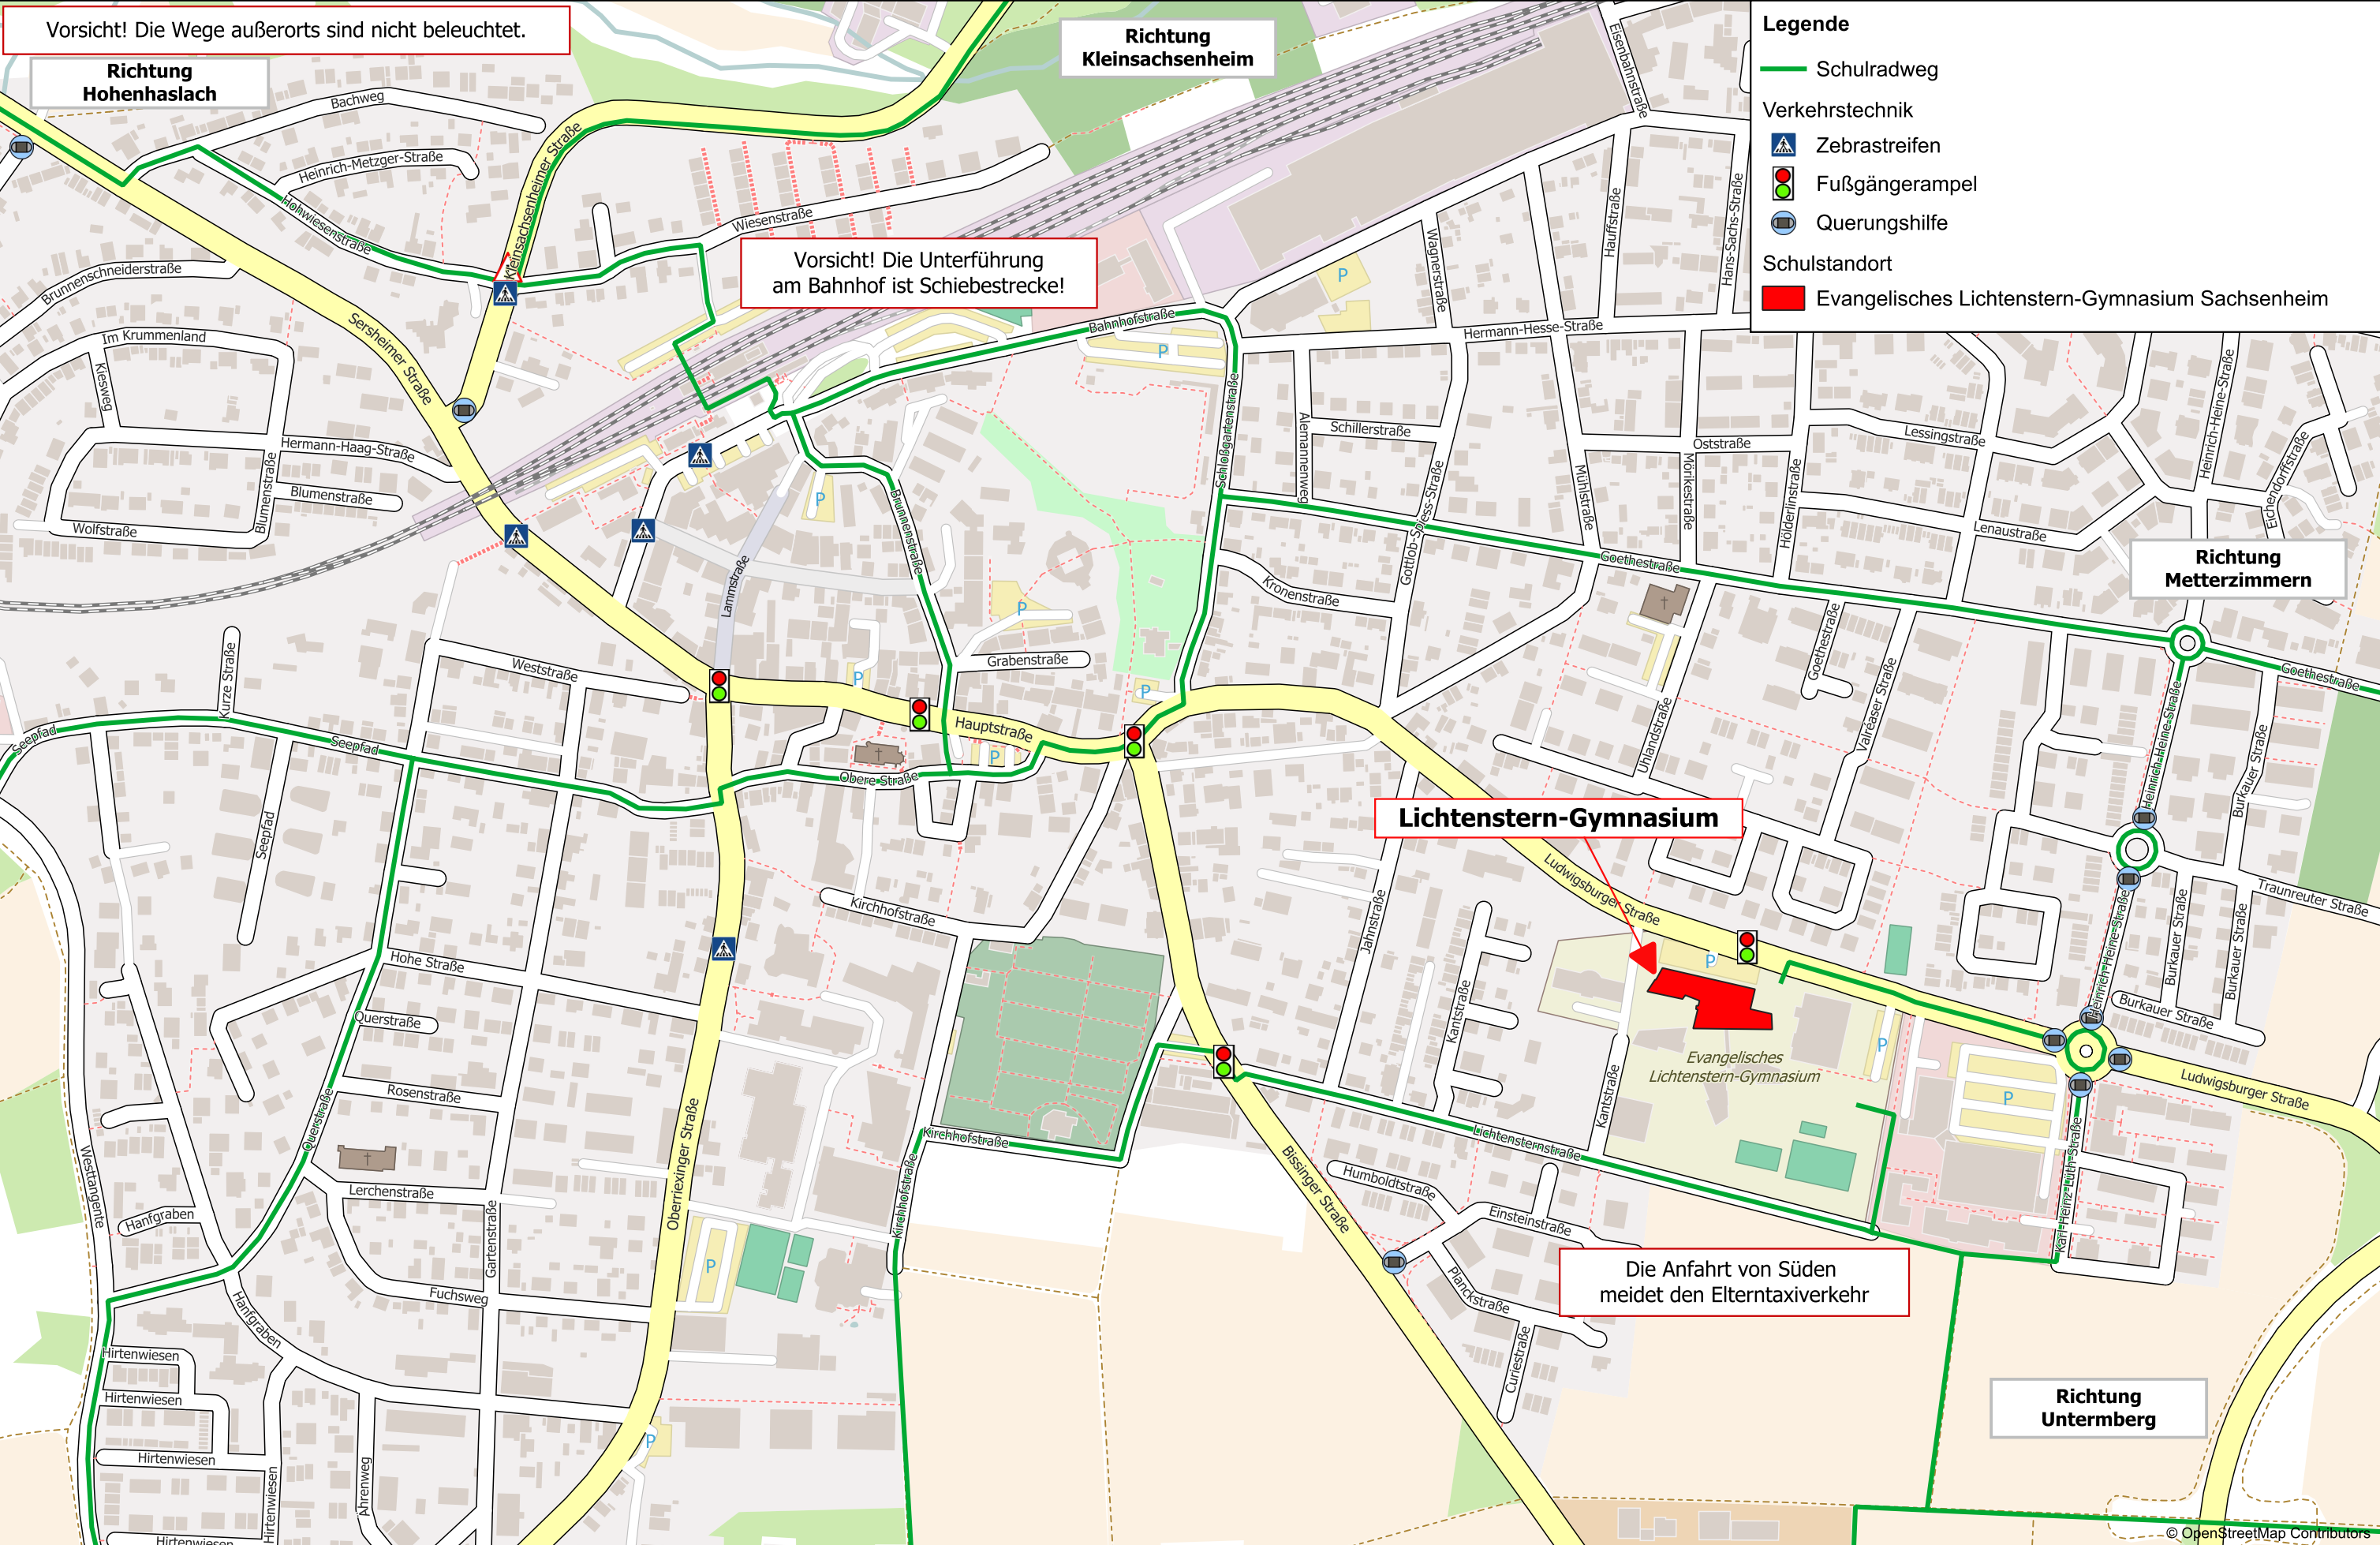 Vorsicht! Die Wege außerorts sind nicht beleuchtet.
Richtung
Hohenhaslach
Richtung
Kleinsachsenheim
Legende
Schulradweg
Verkehrstechnik
Zebrastreifen
Fußgängerampel
Querungshilfe
Schulstandort
Evangelisches Lichtenstern-Gymnasium Sachsenheim
Vorsicht! Die Unterführung
am Bahnhof ist Schiebestrecke!
Richtung
Metterzimmern
Lichtenstern-Gymnasium
Evangelisches
Lichtenstern-Gymnasium
Die Anfahrt von Süden
meidet den Elterntaxiverkehr
Richtung
Untermberg
© OpenStreetMap Contributors
Bachweg
Heinrich-Metzger-Straße
Hohwiesenstraße
Kleinsachsenheimer Straße
Wiesenstraße
Brunnenschneiderstraße
Im Krummenland
Kiesweg
Sersheimer Straße
Hermann-Haag-Straße
Blumenstraße
Blumenstraße
Wolfstraße
Bahnhofstraße
Eisenbahnstraße
Hauffstraße
Hans-Sachs-Straße
Wagnerstraße
Hermann-Hesse-Straße
Schloßgartenstraße
Alemannenweg
Schillerstraße
Gottlob-Spiess-Straße
Mühlstraße
Mörikestraße
Oststraße
Hölderlinstraße
Lessingstraße
Lenaustraße
Heinrich-Heine-Straße
Eichendorffstraße
Brunnenstraße
Lammstraße
Kronenstraße
Goethestraße
Goethestraße
Goethestraße
Kurze Straße
Weststraße
Grabenstraße
Hauptstraße
Seepfad
Seepfad
Seepfad
Obere Straße
Uhlandstraße
Valreaser Straße
Heinrich-Heine-Straße
Burkauer Straße
Kirchhofstraße
Jahnstraße
Ludwigsburger Straße
Traunreuter Straße
Hohe Straße
Querstraße
Kantstraße
Heinrich-Heine-Straße
Burkauer Straße
Burkauer Straße
Burkauer Straße
Rosenstraße
Querstraße
Oberriexinger Straße
Kirchhofstraße
Kirchhofstraße
Kantstraße
Lichtensternstraße
Ludwigsburger Straße
Westtangente
Lerchenstraße
Hanfgraben
Gartenstraße
Bissinger Straße
Humboldtstraße
Einsteinstraße
Karl-Heinz-Lüth-Straße
Hanfgraben
Fuchsweg
Planckstraße
Curiestraße
Hirtenwiesen
Hirtenwiesen
Hirtenwiesen
Hirtenwiesen
Hirtenwiesen
Ährenweg
P
P
P
P
P
P
P
P
P
P
P
P
P